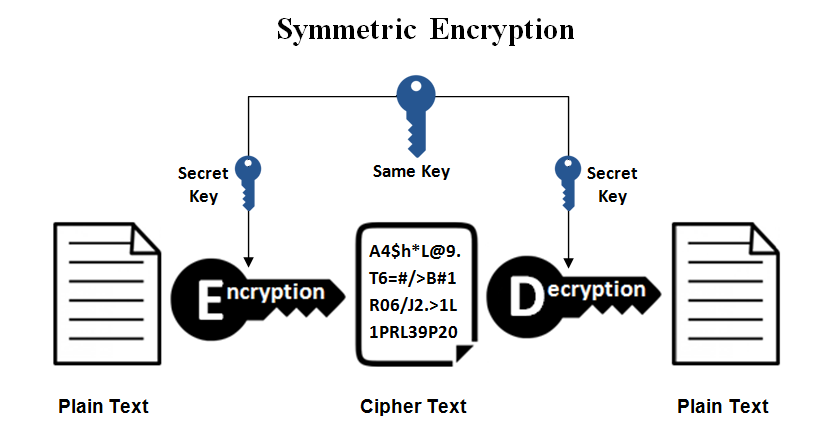 Symmetric Encryption
Same Key
Secret
Key
Secret
Key
Encryption
A4$h*L@9.
T6=#/>B#1
R06/J2.>1L
1PRL39P20
Decryption
Plain Text
Cipher Text
Plain Text